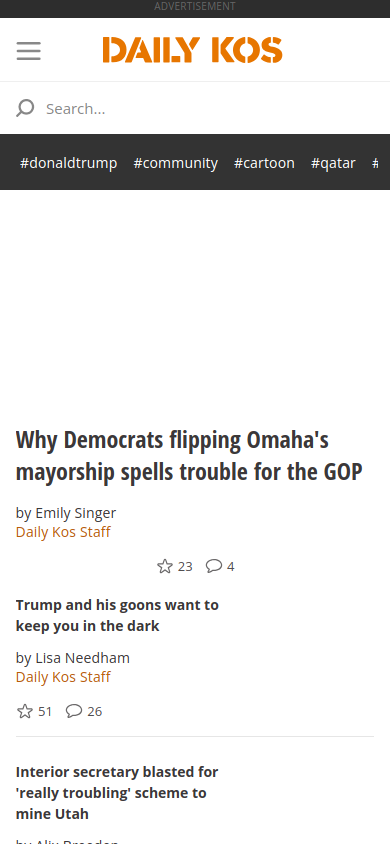 ADVERTISEMENT
DAILY KOS
Search...
#donaldtrump #community #cartoon #qatar #
Why Democrats flipping Omaha's
mayorship spells trouble for the GOP
by Emily Singer
Daily Kos Staff
23 4
Trump and his goons want to
keep you in the dark
by Lisa Needham
Daily Kos Staff
51 26
Interior secretary blasted for
'really troubling' scheme to
mine Utah
by Alix Breeden